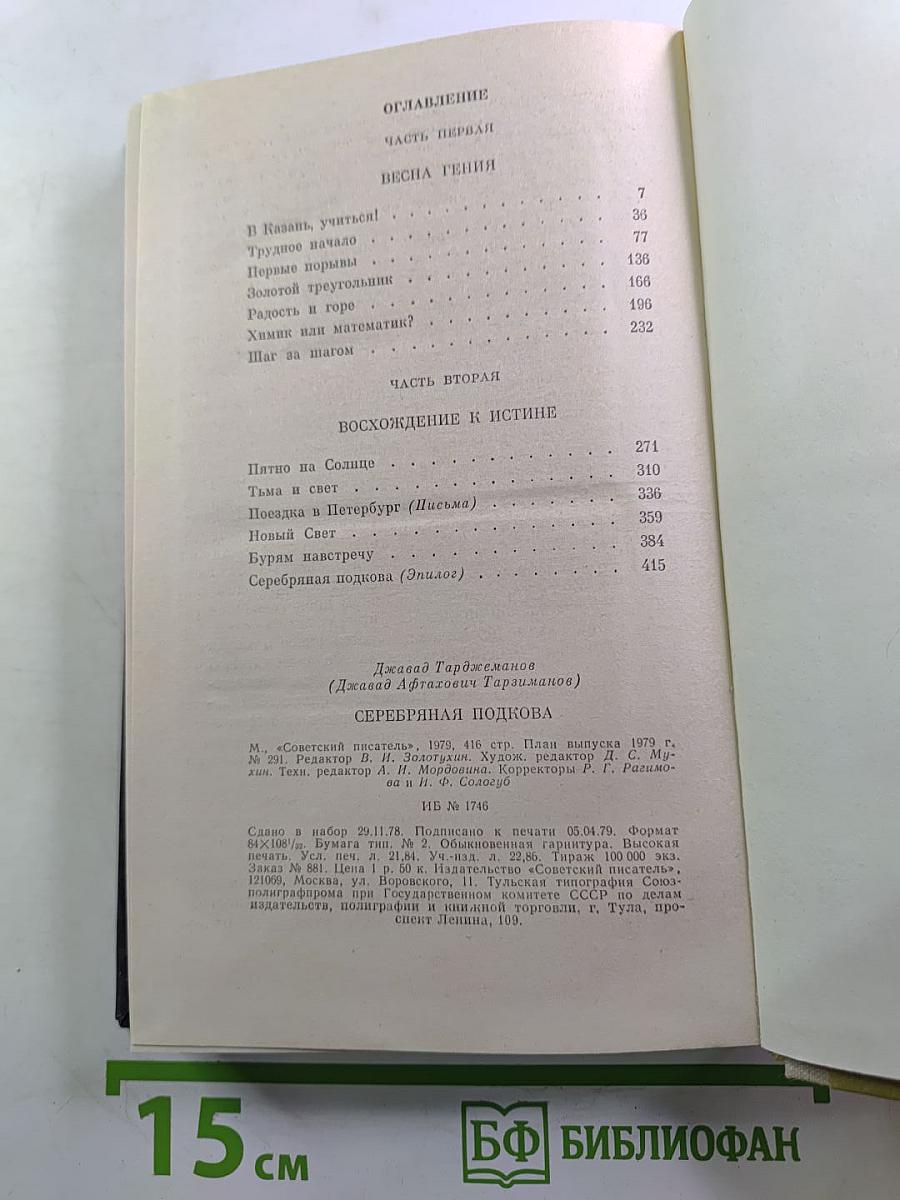 ОГЛАВЛЕНИЕ
ЧАСТЬ ПЕРВАЯ
ВЕСНА ГЕНИЯ
В Казань, учиться! . . . . . . . . . . . 7
Трудное начало . . . . . . . . . . . . 36
Первые порывы . . . . . . . . . . . . 77
Золотой треугольник . . . . . . . . . . 136
Радость и горе . . . . . . . . . . . . 166
Химик или математик? . . . . . . . . . 196
Шаг за шагом . . . . . . . . . . . . 232
ЧАСТЬ ВТОРАЯ
ВОСХОЖДЕНИЕ К ИСТИНЕ
Пятно на Солнце . . . . . . . . . . . 271
Тьма и свет . . . . . . . . . . . . . 310
Поездка в Петербург (Письма) . . . . . . 336
Новый Свет . . . . . . . . . . . . . 359
Бурям навстречу . . . . . . . . . . . 384
Серебряная подкова (Эпилог) . . . . . . . 415
Джавад Тарджеманов
(Джавад Афтахович Тарзиманов)
СЕРЕБРЯНАЯ ПОДКОВА
М., «Советский писатель», 1979, 416 стр. План выпуска 1979 г.
№ 291. Редактор В. И. Золотухин. Худож. редактор Д. С. Му-
хин. Техн. редактор А. И. Мордовина. Корректоры Р. Г. Рагимо-
ва и И. Ф. Сологуб
ИБ № 1746
Сдано в набор 29.11.78. Подписано к печати 05.04.79. Формат
84×108¹/₃₂. Бумага тип. № 2. Обыкновенная гарнитура. Высокая
печать. Усл. печ. л. 21,84. Уч.-изд. л. 22,86. Тираж 100 000 экз.
Заказ № 881. Цена 1 р. 50 к. Издательство «Советский писатель»,
121069, Москва, ул. Воровского, 11. Тульская типография Союз-
полиграфпрома при Государственном комитете СССР по делам
издательств, полиграфии и книжной торговли, г. Тула, про-
спект Ленина, 109.
15 см
БФ БИБЛИОФАН